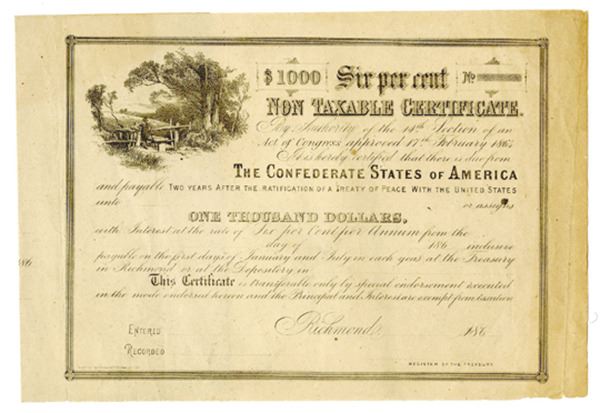 $1000 Six per cent No
NON TAXABLE CERTIFICATE.
By Authority of the 14th Section of an
Act of Congress approved 17th February 1864
It is hereby certified that there is due from
THE CONFEDERATE STATES OF AMERICA
and payable TWO YEARS AFTER THE RATIFICATION OF A TREATY OF PEACE WITH THE UNITED STATES
unto or assigns
ONE THOUSAND DOLLARS,
with Interest at the rate of Six per Cent per Annum from the
day of 186 inclusive
payable on the first days of January and July in each year at the Treasury
in Richmond or at the Depository in
This Certificate is transferable only by special endorsement executed
in the mode endorsed hereon and the Principal and Interest are exempt from taxation
186
Richmond, 186
ENTERED
RECORDED
REGISTER OF THE TREASURY